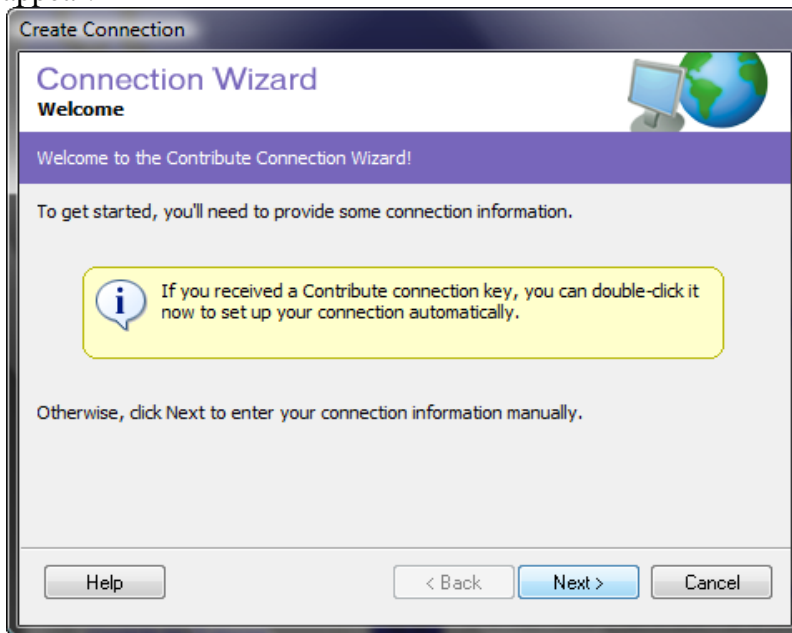 Create Connection
Connection Wizard
Welcome
Welcome to the Contribute Connection Wizard!
To get started, you'll need to provide some connection information.
If you received a Contribute connection key, you can double-click it
now to set up your connection automatically.
Otherwise, click Next to enter your connection information manually.
Help
< Back
Next >
Cancel